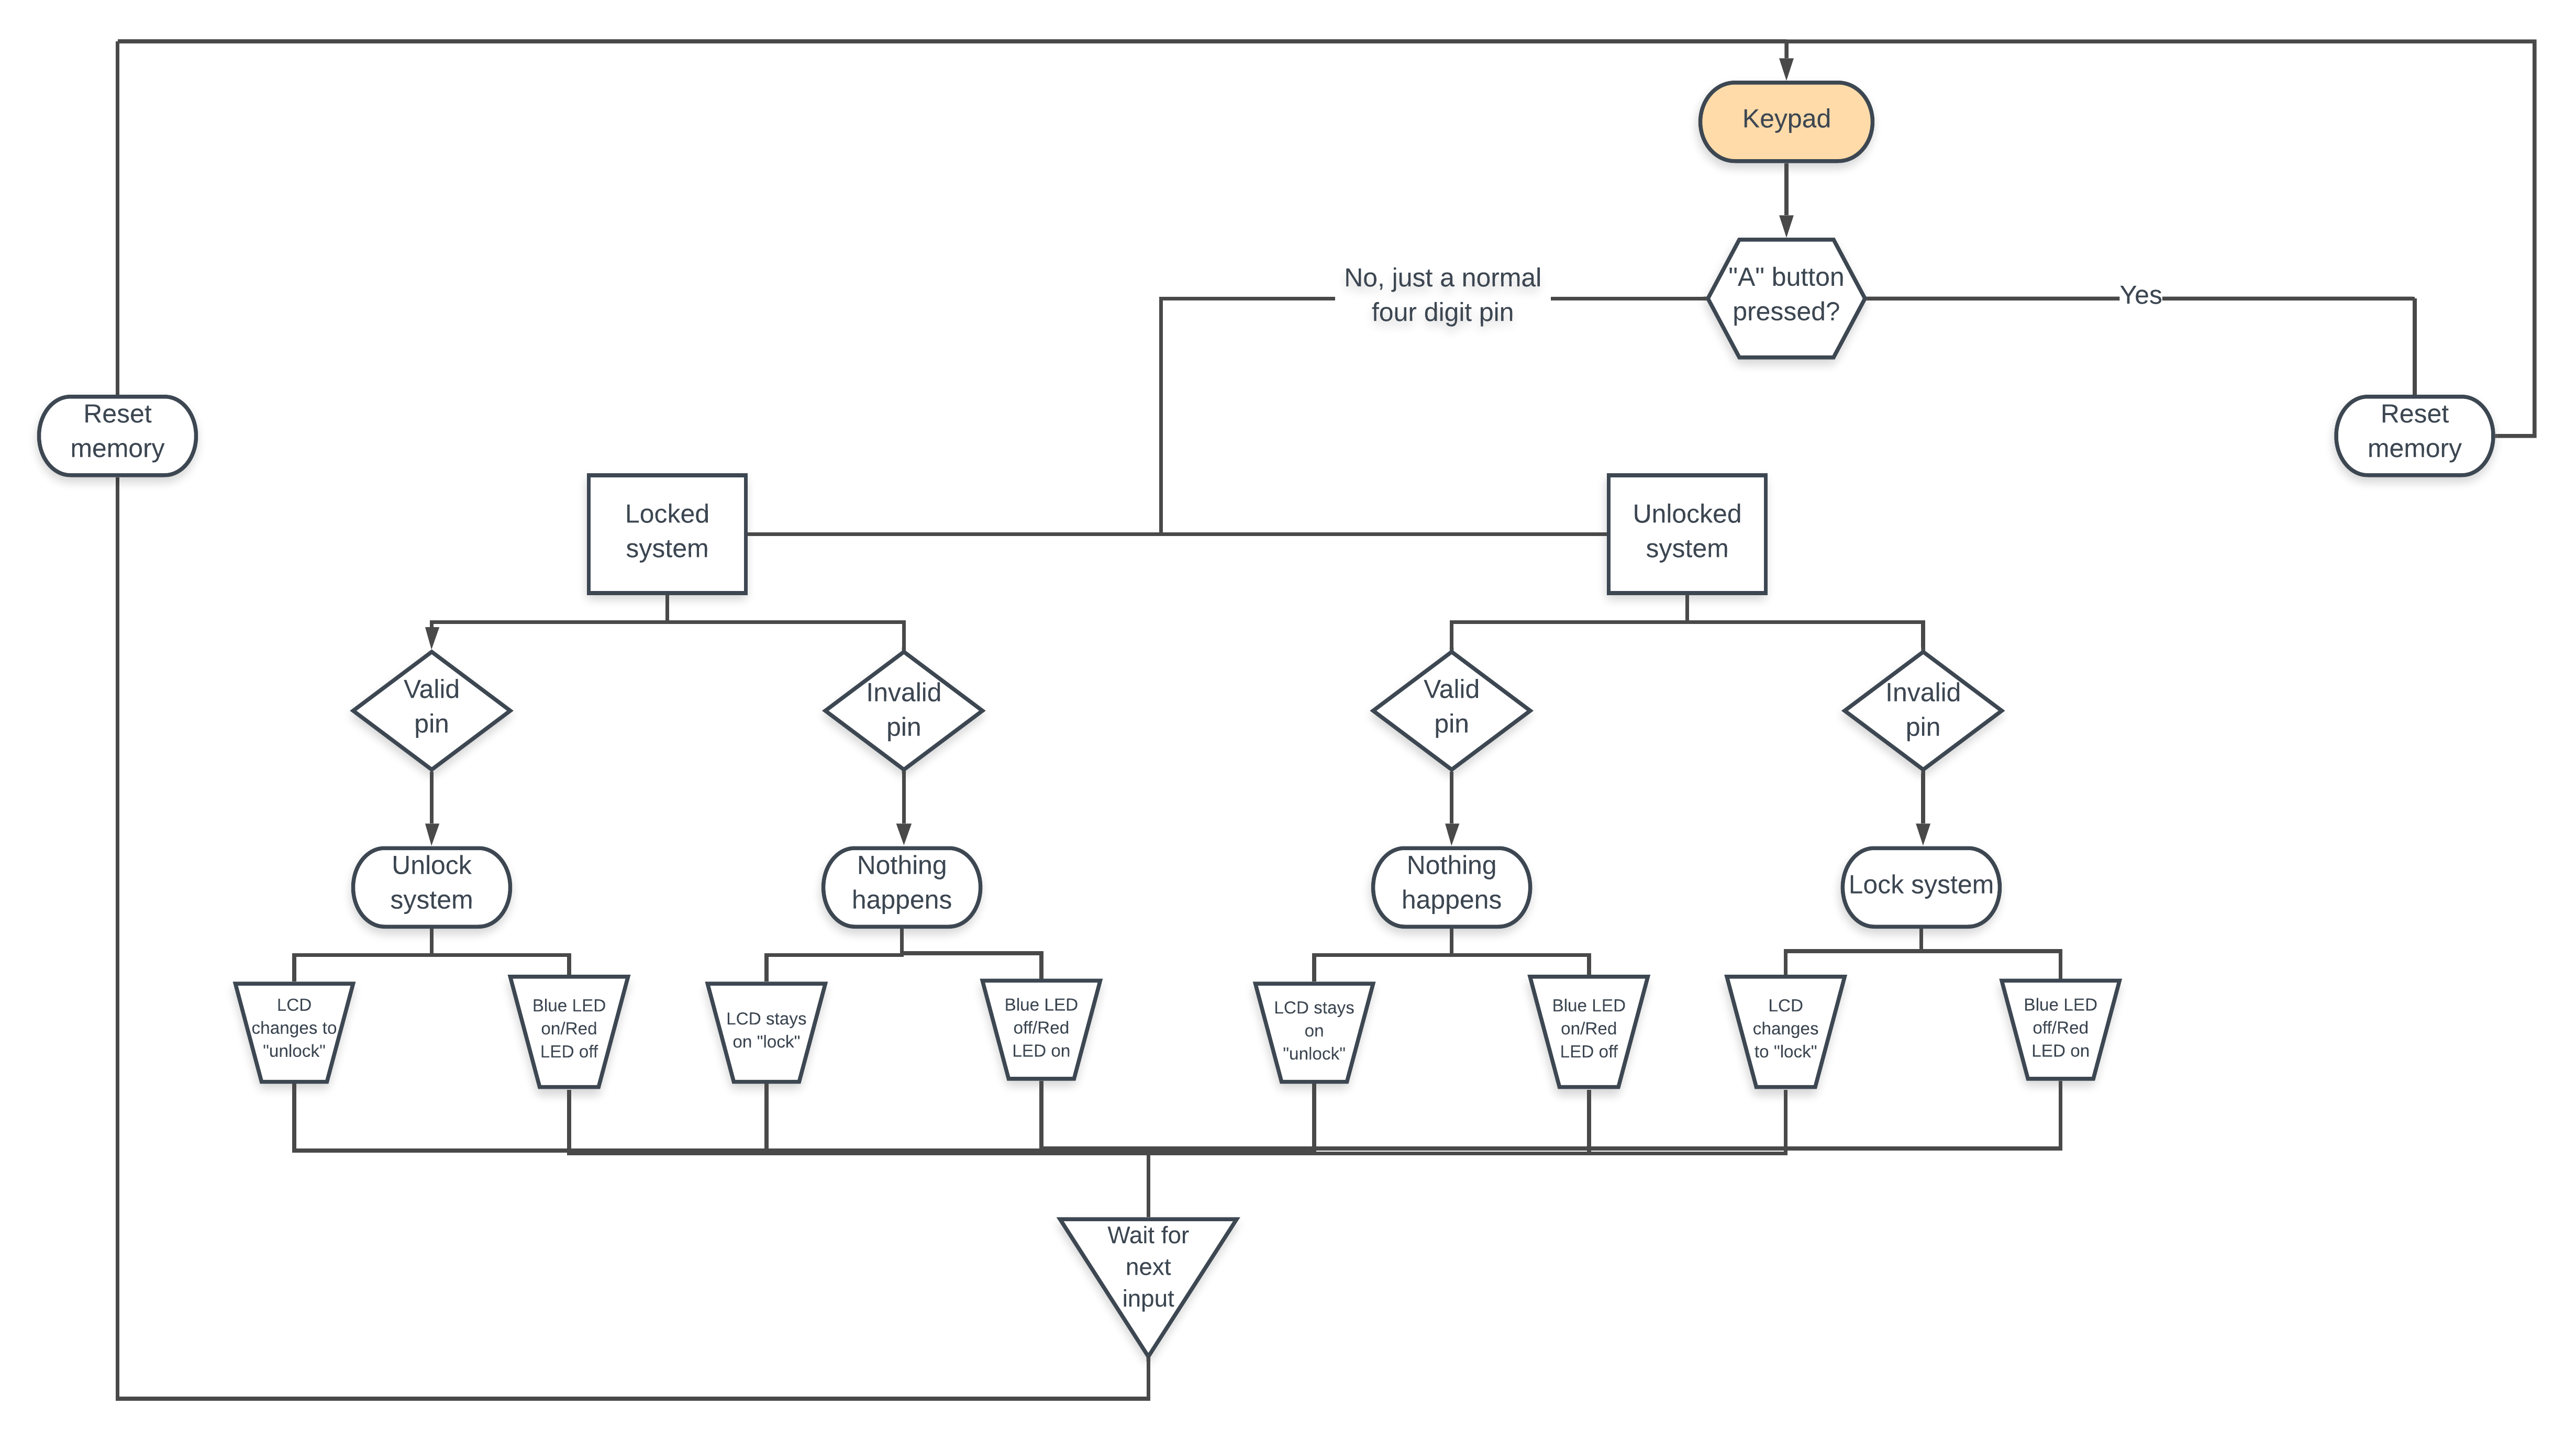 Keypad
"A" button
pressed?
No, just a normal
four digit pin
Yes
Reset
memory
Reset
memory
Locked
system
Unlocked
system
Valid
pin
Invalid
pin
Valid
pin
Invalid
pin
Unlock
system
Nothing
happens
Nothing
happens
Lock system
LCD
changes to
"unlock"
Blue LED
on/Red
LED off
LCD stays
on "lock"
Blue LED
off/Red
LED on
LCD stays
on
"unlock"
Blue LED
on/Red
LED off
LCD
changes
to "lock"
Blue LED
off/Red
LED on
Wait for
next
input